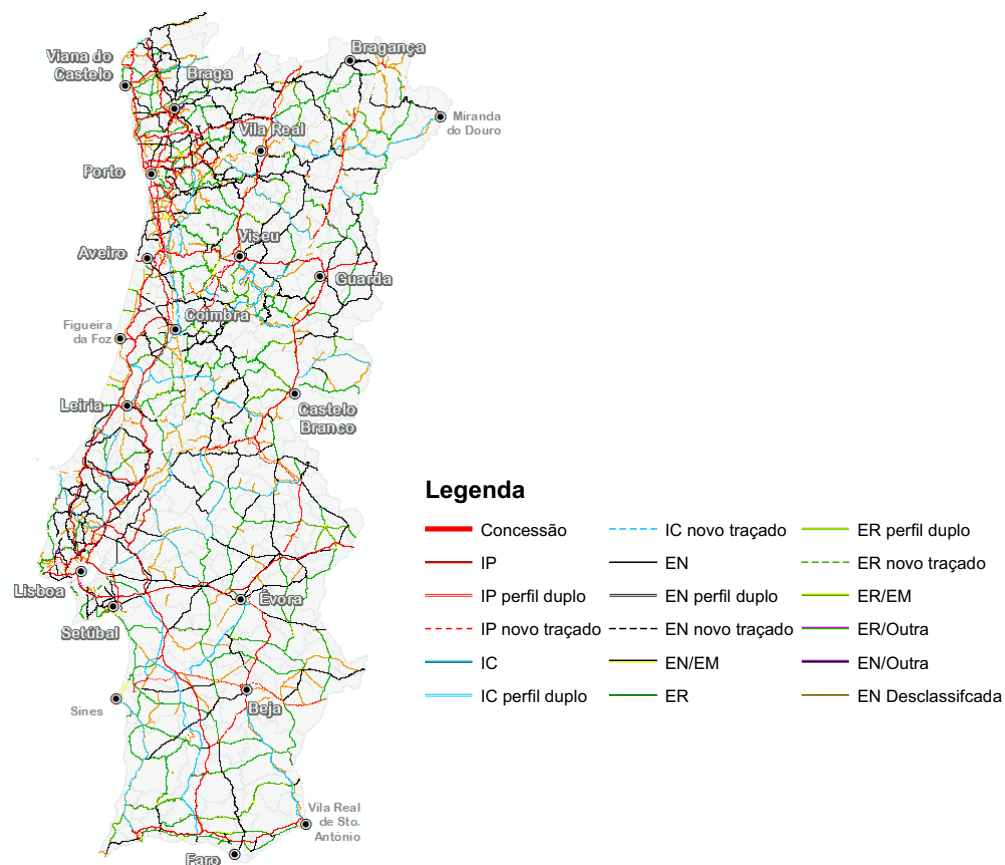 Bragança
Viana do
Castelo
Braga
Miranda
do Douro
Vila Real
Porto
Viseu
Aveiro
Guarda
Coimbra
Figueira
da Foz
Leiria
Castelo
Branco
Lisboa
Évora
Setúbal
Sines
Beja
Vila Real
de Sto.
António
Faro
Legenda
Concessão
IP
IP perfil duplo
IP novo traçado
IC
IC perfil duplo
IC novo traçado
EN
EN perfil duplo
EN novo traçado
EN/EM
ER
ER perfil duplo
ER novo traçado
ER/EM
ER/Outra
EN/Outra
EN Desclassifcada